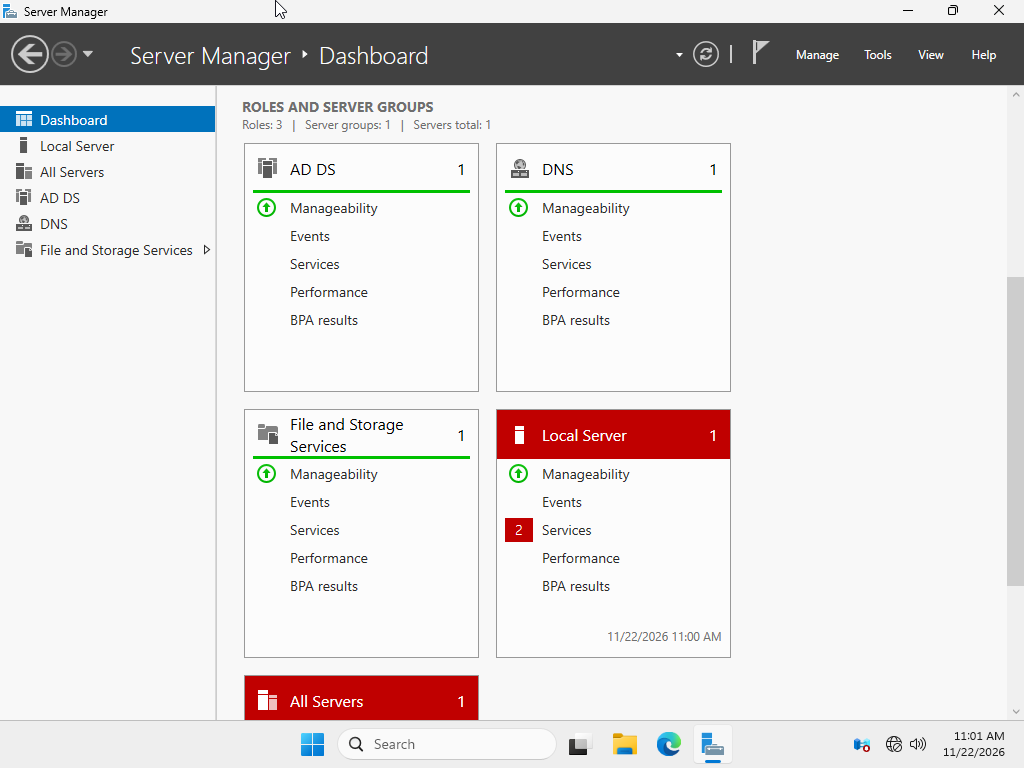 Server Manager
Server Manager ‣ Dashboard
Manage Tools View Help
Dashboard
Local Server
All Servers
AD DS
DNS
File and Storage Services
ROLES AND SERVER GROUPS
Roles: 3 | Server groups: 1 | Servers total: 1
AD DS 1
Manageability
Events
Services
Performance
BPA results
DNS 1
Manageability
Events
Services
Performance
BPA results
File and Storage
Services 1
Manageability
Events
Services
Performance
BPA results
Local Server 1
Manageability
Events
2 Services
Performance
BPA results
11/22/2026 11:00 AM
All Servers 1
Search
11:01 AM
11/22/2026